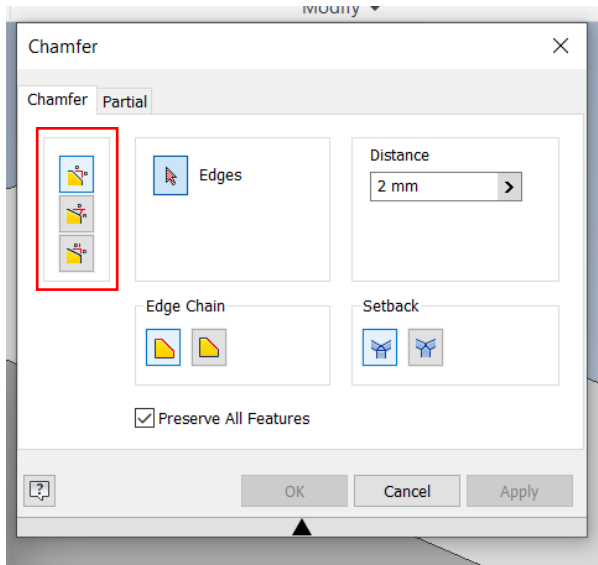 Modify
Chamfer
Chamfer Partial
Edges
Distance
2 mm
Edge Chain
Setback
Preserve All Features
OK Cancel Apply